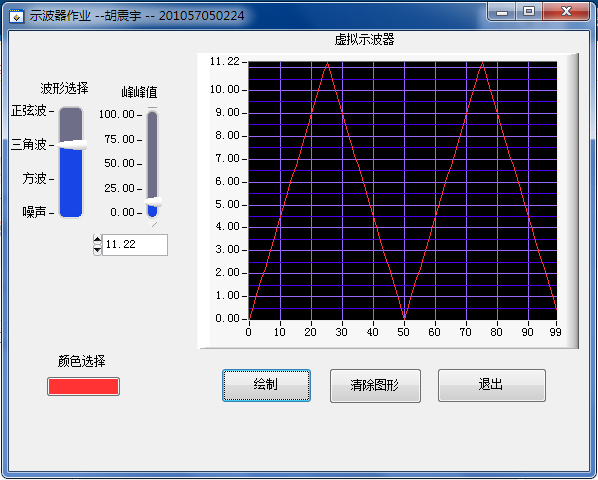 示波器作业 --胡震宇 -- 201057050224
虚拟示波器
波形选择
正弦波
三角波
方波
噪声
峰峰值
100.00
75.00
50.00
25.00
0.00
11.22
11.22
10.00
9.00
8.00
7.00
6.00
5.00
4.00
3.00
2.00
1.00
0.00
0 10 20 30 40 50 60 70 80 90 99
颜色选择
绘制
清除图形
退出